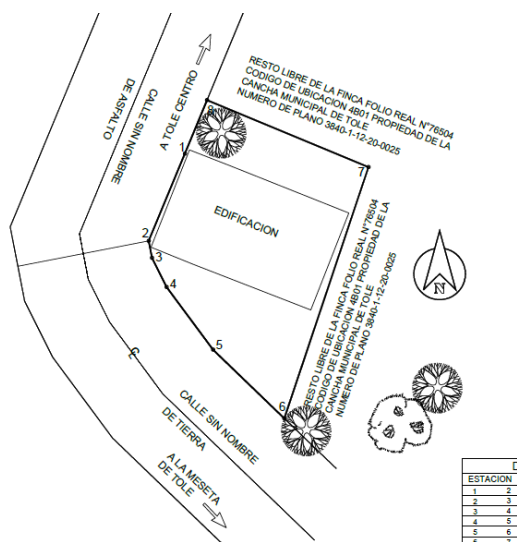 RESTO LIBRE DE LA FINCA FOLIO REAL N°76504
CODIGO DE UBICACION 4B01 PROPIEDAD DE LA
CANCHA MUNICIPAL DE TOLE
NUMERO DE PLANO 3840-1-12-20-0025
A TOLE CENTRO
CALLE SIN NOMBRE
DE ASFALTO
8
7
1
EDIFICACION
2
3
4
5
6
RESTO LIBRE DE LA FINCA FOLIO REAL N°76504
CODIGO DE UBICACION 4B01 PROPIEDAD DE LA
CANCHA MUNICIPAL DE TOLE
NUMERO DE PLANO 3840-1-12-20-0025
N
CALLE SIN NOMBRE
DE TIERRA
A LA MESETA
DE TOLE
D
ESTACION
1 2
2 3
3 4
4 5
5 6